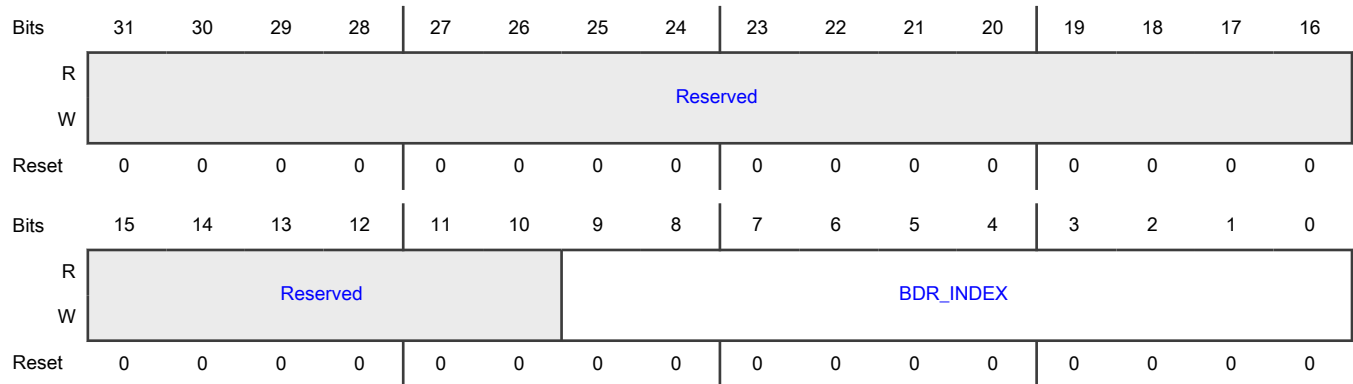 Bits 31 30 29 28 27 26 25 24 23 22 21 20 19 18 17 16
R
Reserved
W
Reset 0 0 0 0 0 0 0 0 0 0 0 0 0 0 0 0
Bits 15 14 13 12 11 10 9 8 7 6 5 4 3 2 1 0
R
Reserved BDR_INDEX
W
Reset 0 0 0 0 0 0 0 0 0 0 0 0 0 0 0 0